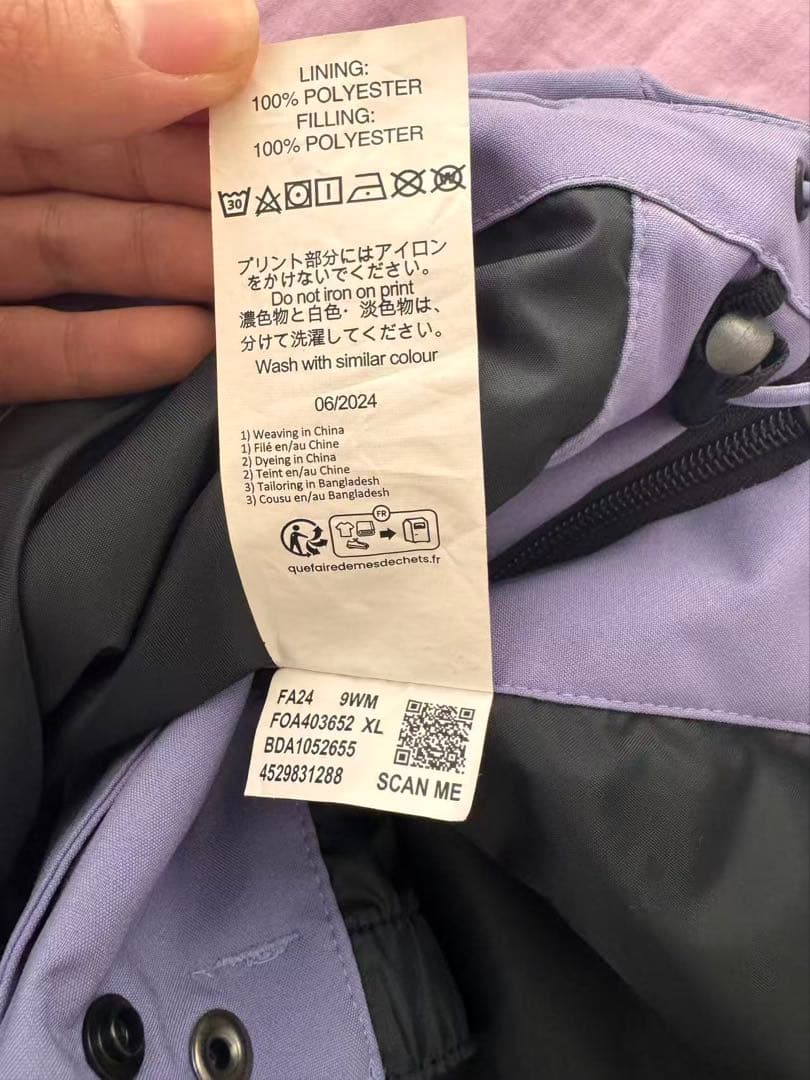 LINING:
100% POLYESTER
FILLING:
100% POLYESTER
30
W
プリント部分にはアイロン
をかけないでください。
Do not iron on print
濃色物と白色・淡色物は、
分けて洗濯してください。
Wash with similar colour
06/2024
1) Weaving in China
1) Filé en/au Chine
2) Dyeing in China
2) Teint en/au Chine
3) Tailoring in Bangladesh
3) Cousu en/au Bangladesh
FR
quefairedemesdechets.fr
FA24 9WM
FOA403652 XL
BDA1052655
4529831288
SCAN ME